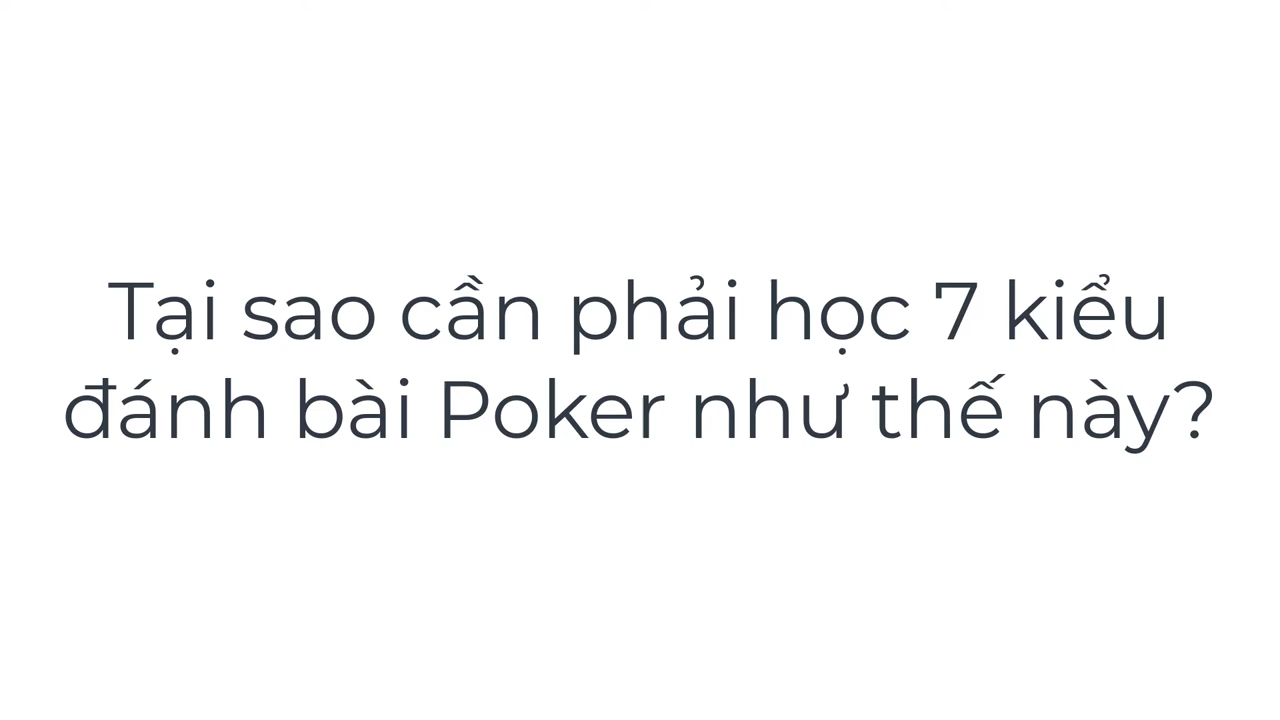 Tại sao cần phải học 7 kiểu
đánh bài Poker như thế này?